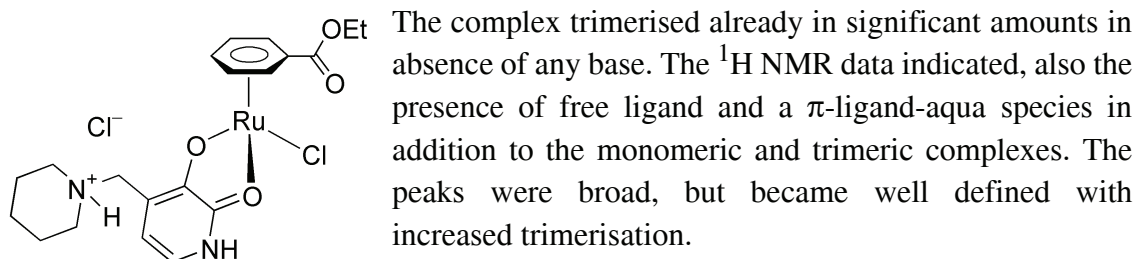 OEt
O
Ru
Cl⁻
O
Cl
O
N⁺
H
NH
The complex trimerised already in significant amounts in
absence of any base. The ¹H NMR data indicated, also the
presence of free ligand and a π-ligand-aqua species in
addition to the monomeric and trimeric complexes. The
peaks were broad, but became well defined with
increased trimerisation.